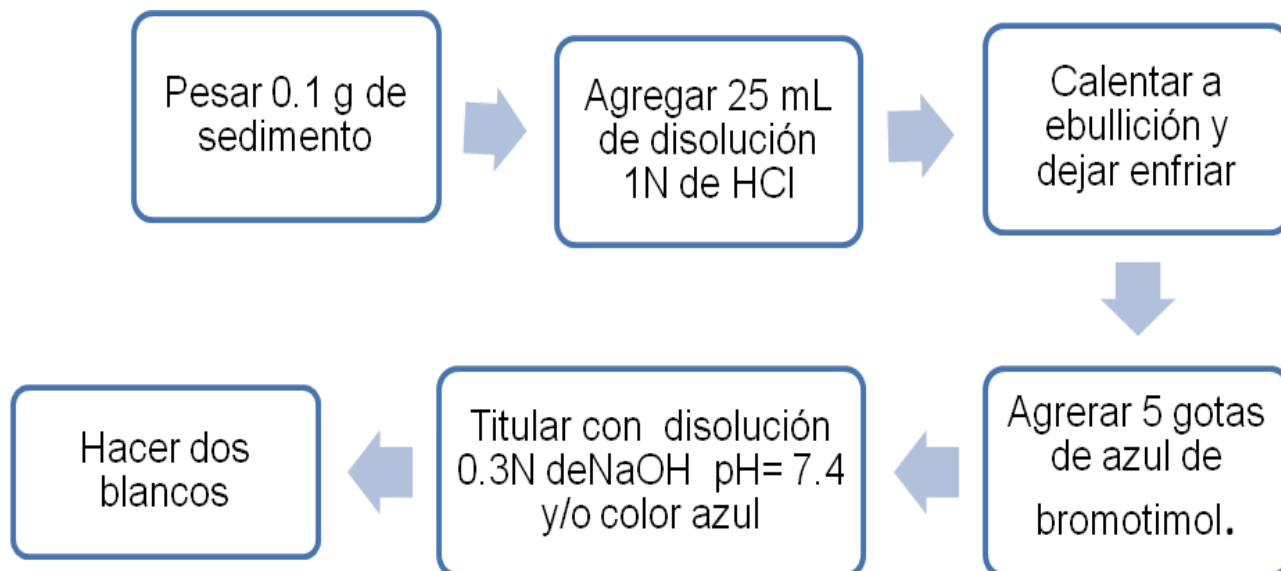 Pesar 0.1 g de
sedimento
Agregar 25 mL
de disolución
1N de HCl
Calentar a
ebullición y
dejar enfriar
Agrerar 5 gotas
de azul de
bromotimol.
Titular con disolución
0.3N deNaOH pH= 7.4
y/o color azul
Hacer dos
blancos